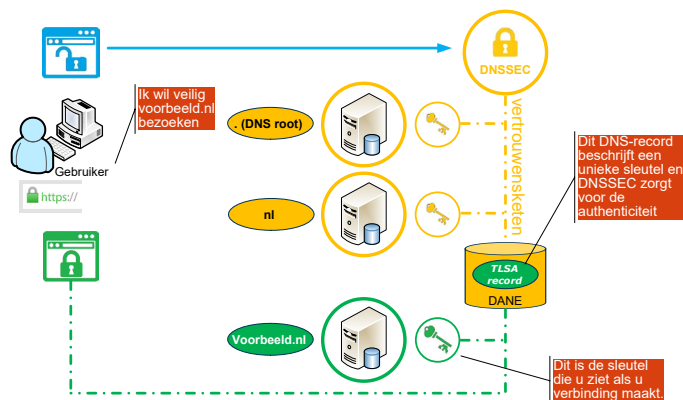 DNSSEC
Ik wil veilig
voorbeeld.nl
bezoeken
. (DNS root)
vertrouwensketen
Gebruiker
https://
Dit DNS-record
beschrijft een
unieke sleutel en
DNSSEC zorgt
voor de
authenticiteit
nl
TLSA
record
DANE
Voorbeeld.nl
Dit is de sleutel
die u ziet als u
verbinding maakt.